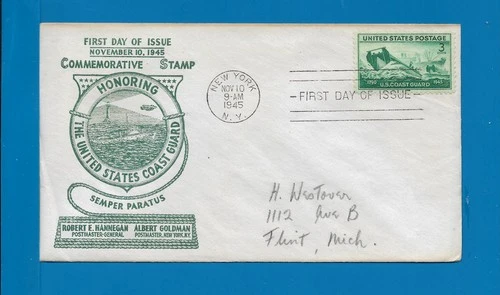 FIRST DAY OF ISSUE
NOVEMBER 10, 1945
COMMEMORATIVE STAMP
HONORING
THE UNITED STATES COAST GUARD
SEMPER PARATUS
ROBERT E. HANNEGAN ALBERT GOLDMAN
POSTMASTER-GENERAL POSTMASTER, NEW YORK, N.Y.
NEW YORK
NOV 10
9-AM
1945
N.Y.
FIRST DAY OF ISSUE
UNITED STATES POSTAGE
3
1790 1945
U.S. COAST GUARD
H. Westover
1112 Ave B
Flint, Mich.